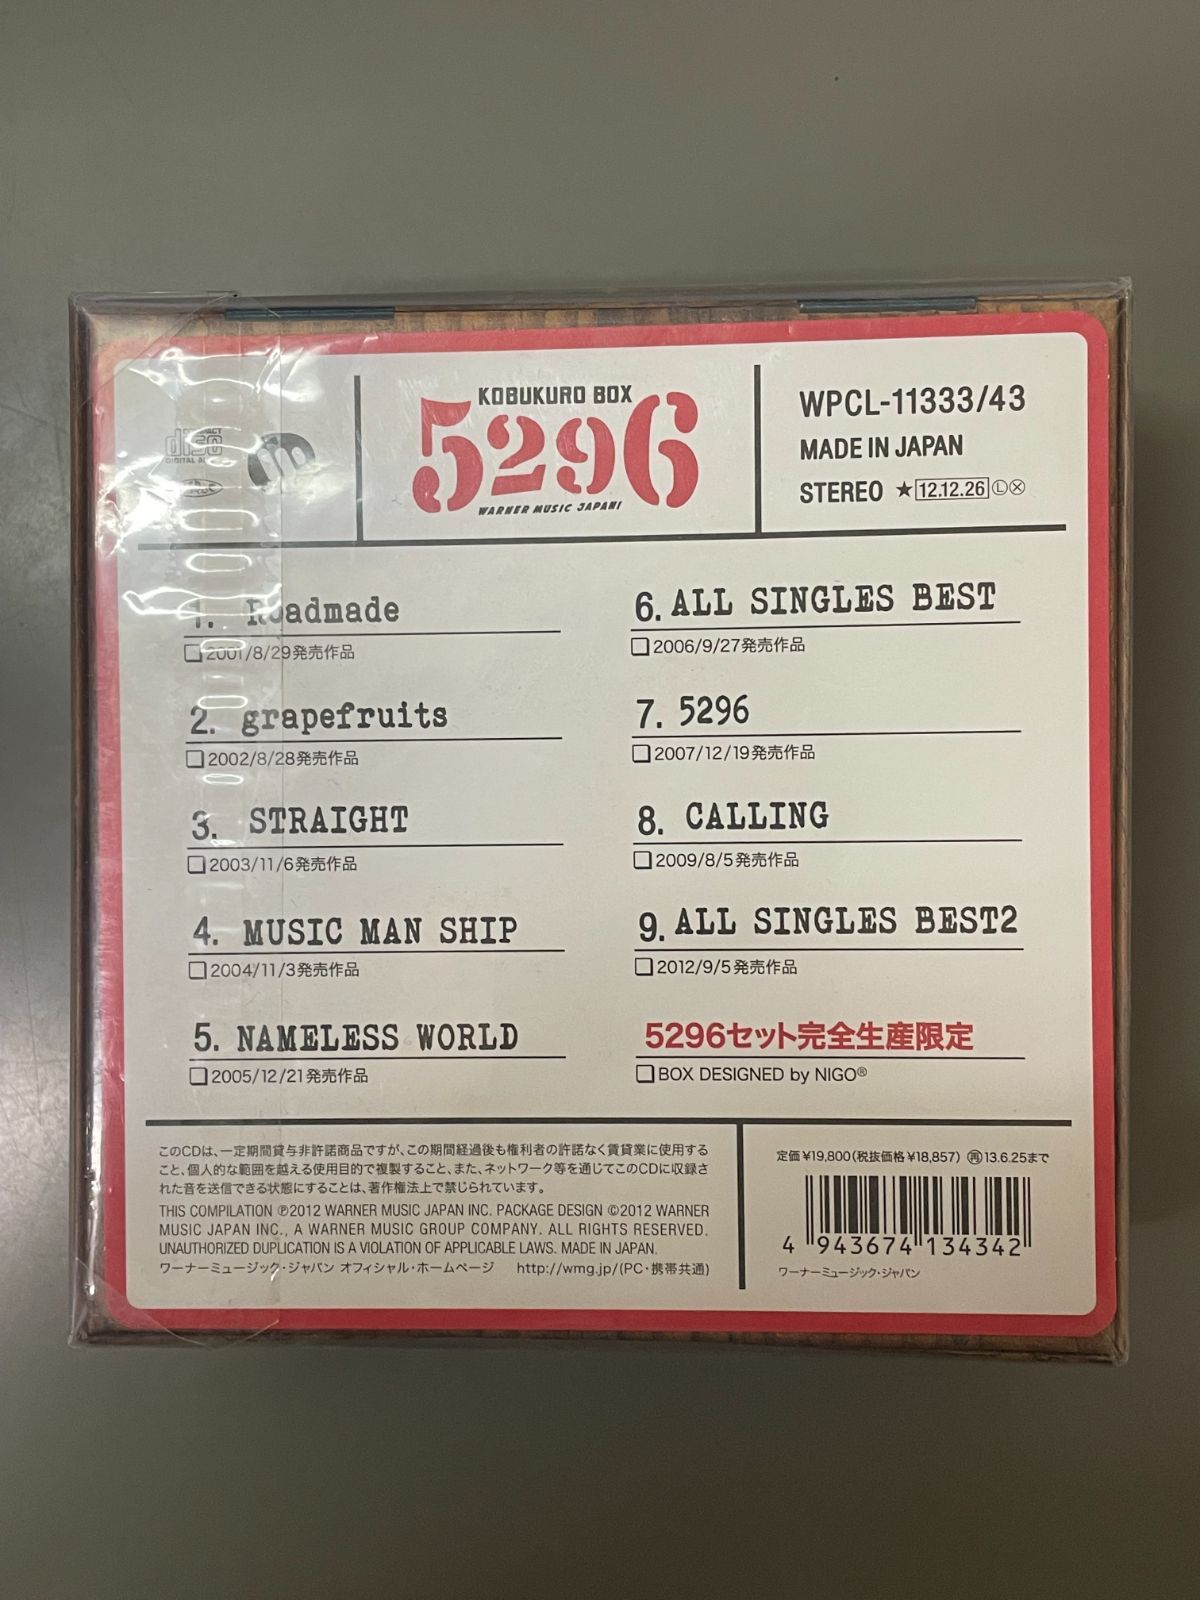 COMPACT
disc
DIGITAL AUDIO
KOBUKURO BOX
5296
WARNER MUSIC JAPAN!
WPCL-11333/43
MADE IN JAPAN
STEREO ★12.12.26ⓁⓍ
1. Roadmade
❏2001/8/29発売作品
2. grapefruits
❏2002/8/28発売作品
3. STRAIGHT
❏2003/11/6発売作品
4. MUSIC MAN SHIP
❏2004/11/3発売作品
5. NAMELESS WORLD
❏2005/12/21発売作品
6. ALL SINGLES BEST
❏2006/9/27発売作品
7. 5296
❏2007/12/19発売作品
8. CALLING
❏2009/8/5発売作品
9. ALL SINGLES BEST2
❏2012/9/5発売作品
5296セット完全生産限定
❏BOX DESIGNED by NIGO®
このCDは、一定期間貸与非許諾商品ですが、この期間経過後も権利者の許諾なく賃貸業に使用する
こと、個人的な範囲を越える使用目的で複製すること、また、ネットワーク等を通じてこのCDに収録さ
れた音を送信できる状態にすることは、著作権法上で禁じられています。
THIS COMPILATION ℗2012 WARNER MUSIC JAPAN INC. PACKAGE DESIGN ©2012 WARNER
MUSIC JAPAN INC., A WARNER MUSIC GROUP COMPANY. ALL RIGHTS RESERVED.
UNAUTHORIZED DUPLICATION IS A VIOLATION OF APPLICABLE LAWS. MADE IN JAPAN.
ワーナーミュージック・ジャパン オフィシャル・ホームページ http://wmg.jp/(PC・携帯共通)
定価¥19,800(税抜価格¥18,857) 再13.6.25まで
4 943674 134342
ワーナーミュージック・ジャパン